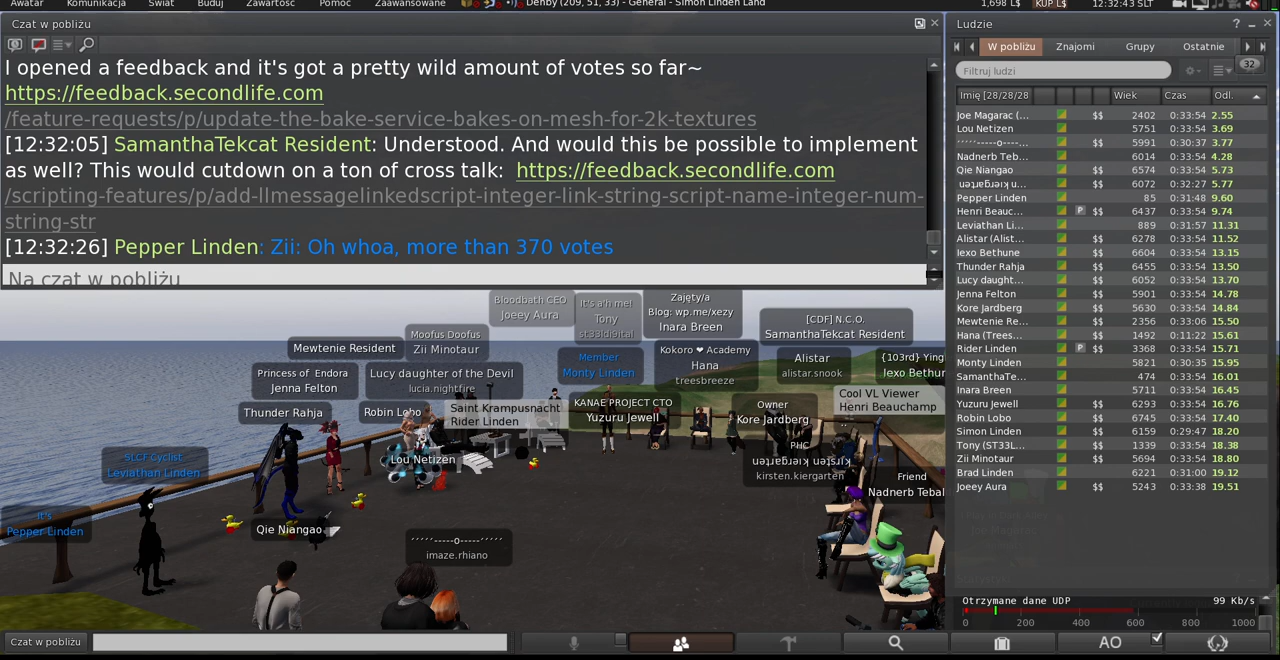 Awatar Komunikacja Świat Buduj Zawartość Pomoc Zaawansowane Denby (209, 51, 33) - General - Simon Linden Land 1,698 L$ KUP L$ 12:32:43 SLT
Czat w pobliżu
I opened a feedback and it's got a pretty wild amount of votes so far~
https://feedback.secondlife.com
/feature-requests/p/update-the-bake-service-bakes-on-mesh-for-2k-textures
[12:32:05] SamanthaTekcat Resident: Understood. And would this be possible to implement
as well? This would cutdown on a ton of cross talk: https://feedback.secondlife.com
/scripting-features/p/add-llmessagelinkedscript-integer-link-string-script-name-integer-num-
string-str
[12:32:26] Pepper Linden: Zii: Oh whoa, more than 370 votes
Na czat w pobliżu
Bloodbath CEO
Joeey Aura
It's a'h me!
Tony
st33ldi9ital
Zajęty/a
Blog: wp.me/xezy
Inara Breen
[CDF] N.C.O.
SamanthaTekcat Resident
Mewtenie Resident
Moofus Doofus
Zii Minotaur
Member
Monty Linden
Kokoro ❤ Academy
Hana
treesbreeze
Alistar
alistar.snook
{103rd} Ying
Iexo Bethun
Princess of Endora
Jenna Felton
Lucy daughter of the Devil
lucia.nightfire
Thunder Rahja
Robin Lobo
Saint Krampusnacht
Rider Linden
KANAE PROJECT CTO
Yuzuru Jewell
Owner
Kore Jardberg
Cool VL Viewer
Henri Beauchamp
SLCF Cyclist
Leviathan Linden
Lou Netizen
PHC
kirsten.kiergarten
Friend
Nadnerb Tebal
It's:
Pepper Linden
Qie Niangao
´´´´´-----o-----´´´´´
imaze.rhiano
Czat w pobliżu
Ludzie
W pobliżu Znajomi Grupy Ostatnie
Filtruj ludzi
32
Imię [28/28/28 Wiek Czas Odl.
Joe Magarac (... $$ 2402 0:33:54 2.55
Lou Netizen 5751 0:33:54 3.69
´´´´´-----o----... $$ 5991 0:30:37 3.77
Nadnerb Teb... 6014 0:33:54 4.28
Qie Niangao $$ 6574 0:33:54 5.73
$$ 6072 0:32:27 5.77
Pepper Linden 85 0:31:48 9.60
Henri Beauc... P $$ 6437 0:33:54 9.74
Leviathan Li... 889 0:31:57 11.31
Alistar (Alist... $$ 6278 0:33:54 11.52
Iexo Bethune $$ 6604 0:33:54 13.15
Thunder Rahja $$ 6455 0:33:54 13.50
Lucy daught... $$ 6052 0:33:54 13.70
Jenna Felton $$ 5901 0:33:54 14.78
Kore Jardberg $$ 5630 0:33:54 14.84
Mewtenie Re... $$ 2356 0:33:06 15.50
Hana (Trees... $$ 1492 0:11:22 15.61
Rider Linden P $$ 3368 0:33:54 15.71
Monty Linden 5821 0:30:35 15.95
SamanthaTe... $$ 474 0:33:54 16.01
Inara Breen $$ 5711 0:33:54 16.45
Yuzuru Jewell $$ 6293 0:33:54 16.76
Robin Lobo $$ 6745 0:33:54 17.40
Simon Linden $$ 6159 0:29:47 18.20
Tony (ST33L... $$ 1339 0:33:54 18.38
Zii Minotaur $$ 5694 0:33:54 18.80
Brad Linden 6221 0:31:00 19.12
Joeey Aura $$ 5243 0:33:38 19.51
Otrzymane dane UDP 99 Kb/s
0 200 400 600 800 1000
AO